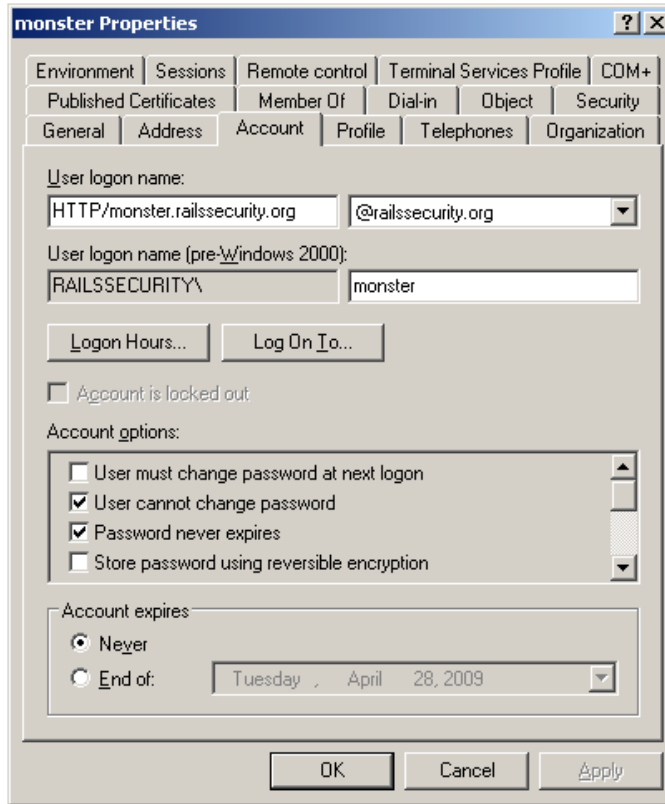 monster Properties ? X
Environment Sessions Remote control Terminal Services Profile COM+
Published Certificates Member Of Dial-in Object Security
General Address Account Profile Telephones Organization
User logon name:
HTTP/monster.railssecurity.org @railssecurity.org
User logon name (pre-Windows 2000):
RAILSSECURITY\ monster
Logon Hours... Log On To...
Account is locked out
Account options:
User must change password at next logon
User cannot change password
Password never expires
Store password using reversible encryption
Account expires
Never
End of: Tuesday , April 28, 2009
OK Cancel Apply